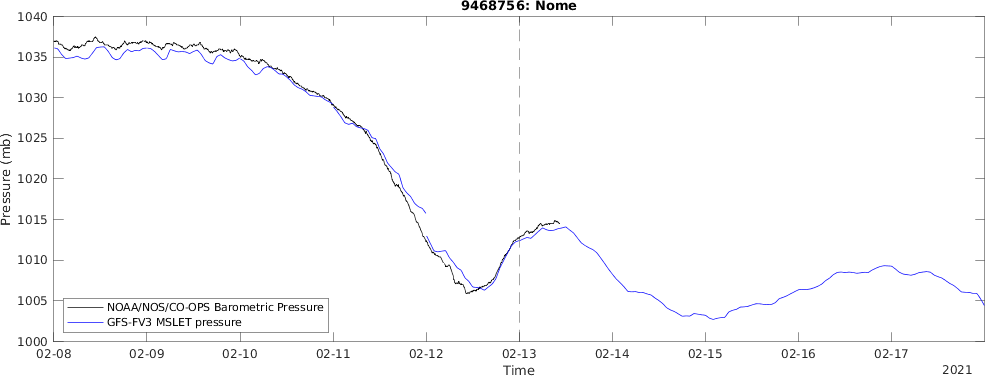 9468756: Nome
Pressure (mb)
1040
1035
1030
1025
1020
1015
1010
1005
1000
NOAA/NOS/CO-OPS Barometric Pressure
GFS-FV3 MSLET pressure
02-08 02-09 02-10 02-11 02-12 02-13 02-14 02-15 02-16 02-17
Time
2021